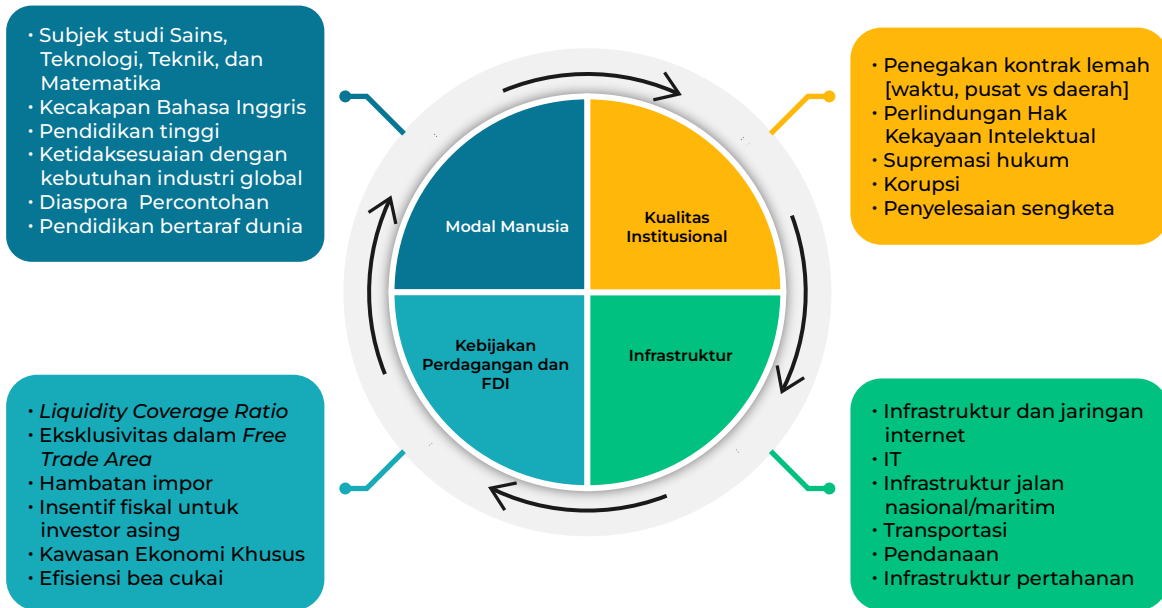 · Subjek studi Sains,
Teknologi, Teknik, dan
Matematika
· Kecakapan Bahasa Inggris
· Pendidikan tinggi
· Ketidaksesuaian dengan
kebutuhan industri global
· Diaspora Percontohan
· Pendidikan bertaraf dunia
· Penegakan kontrak lemah
[waktu, pusat vs daerah]
· Perlindungan Hak
Kekayaan Intelektual
· Supremasi hukum
· Korupsi
· Penyelesaian sengketa
Modal Manusia
Kualitas
Institusional
Kebijakan
Perdagangan dan
FDI
Infrastruktur
· Liquidity Coverage Ratio
· Eksklusivitas dalam Free
Trade Area
· Hambatan impor
· Insentif fiskal untuk
investor asing
· Kawasan Ekonomi Khusus
· Efisiensi bea cukai
· Infrastruktur dan jaringan
internet
· IT
· Infrastruktur jalan
nasional/maritim
· Transportasi
· Pendanaan
· Infrastruktur pertahanan